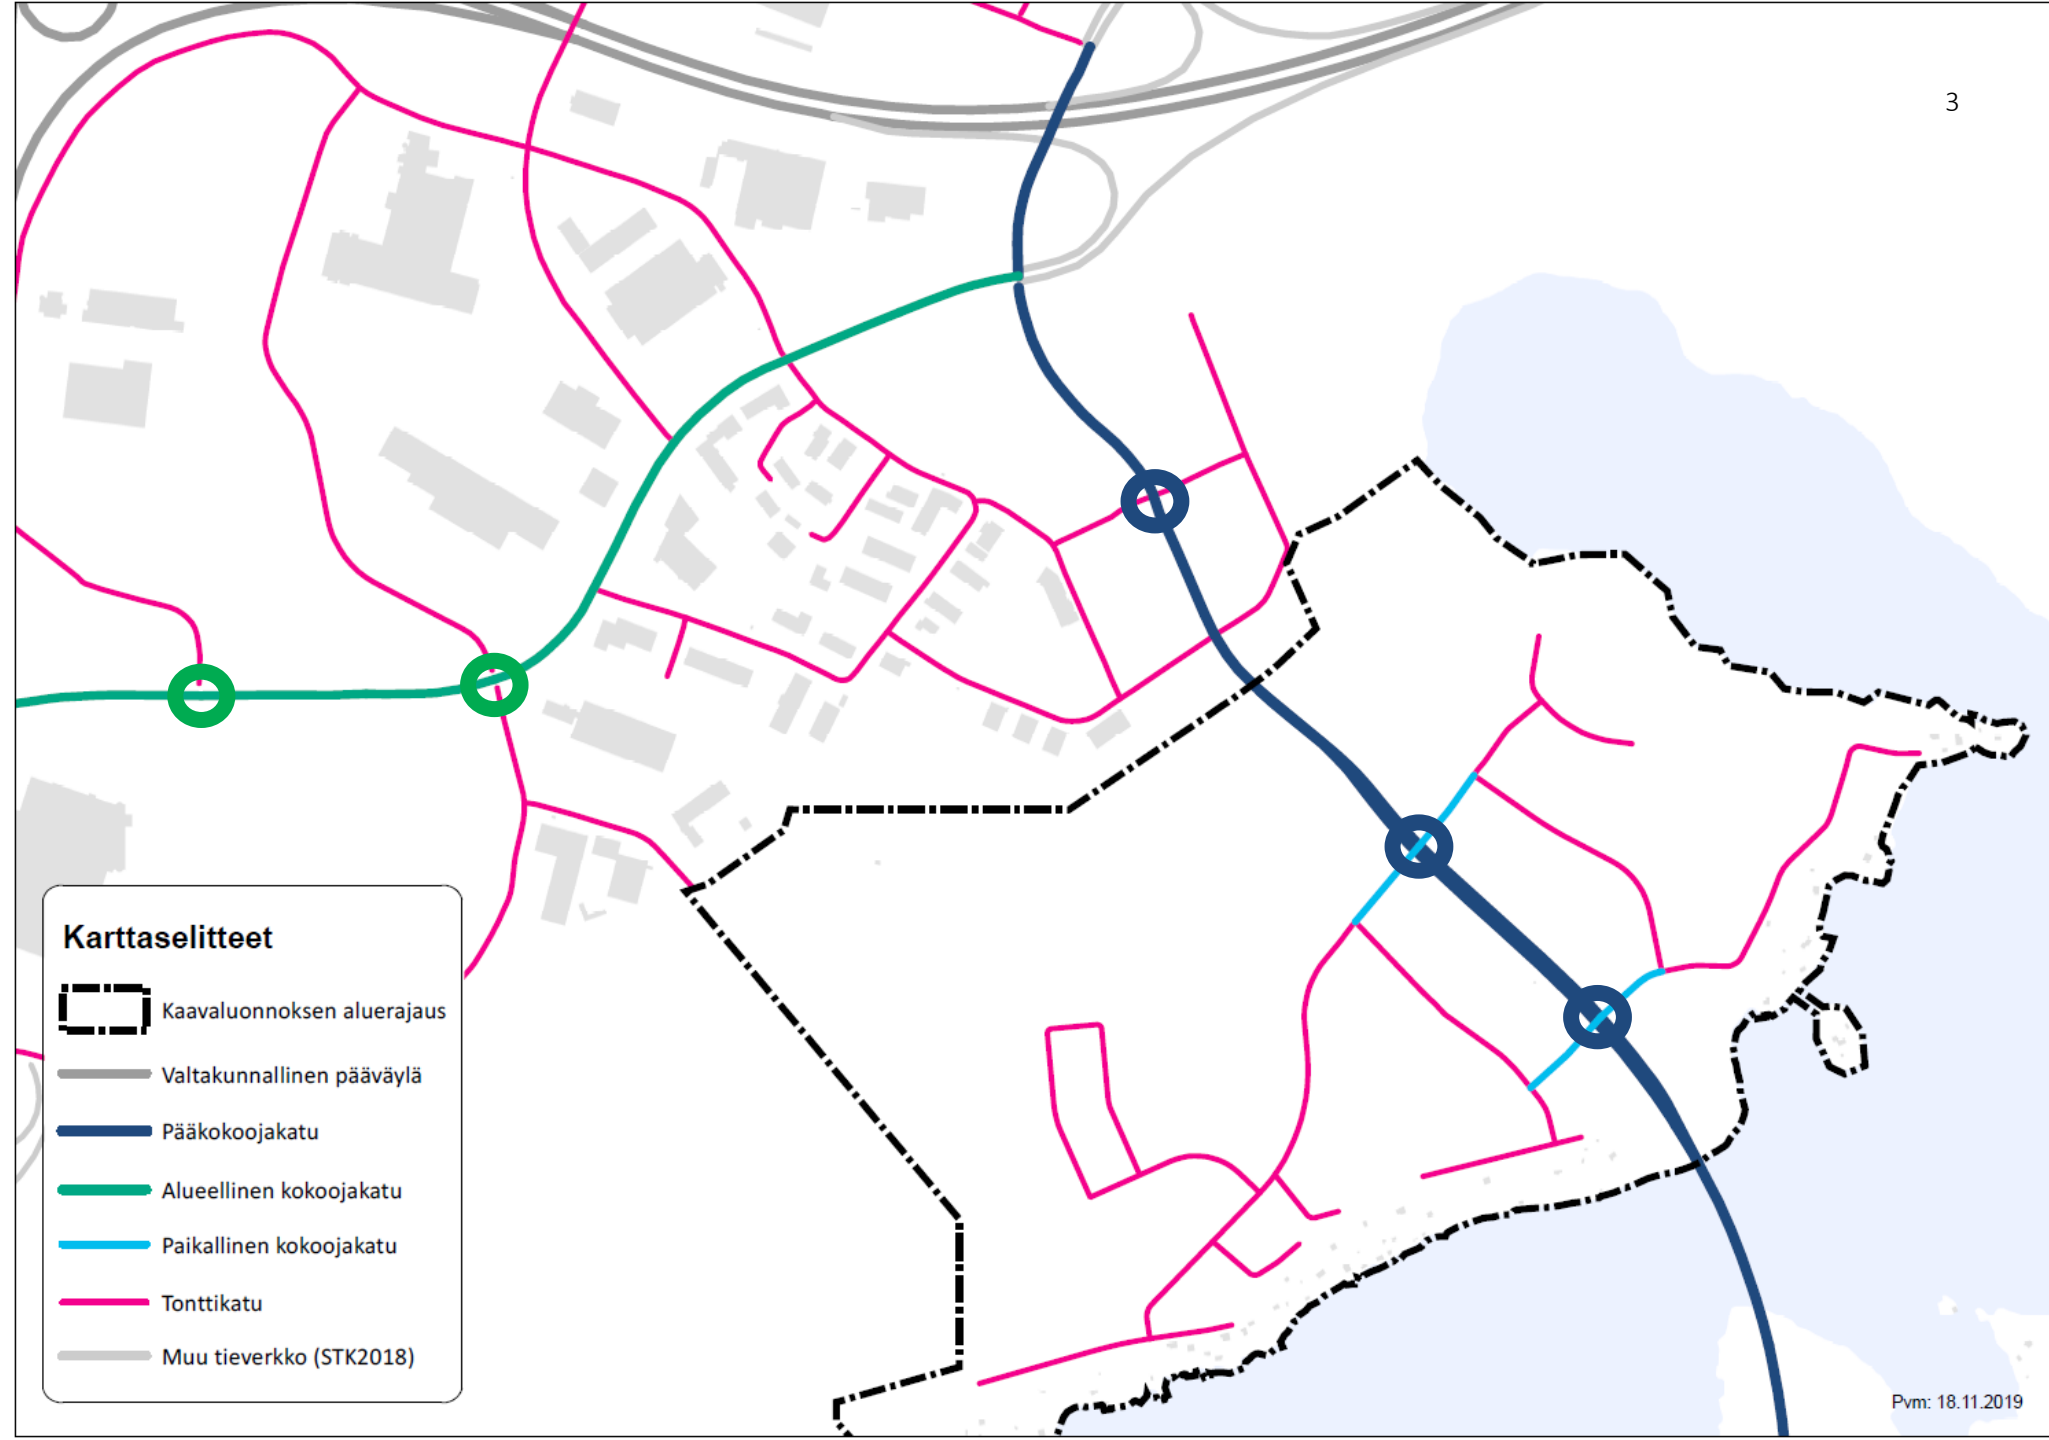 3
Karttaselitteet
Kaavaluonnoksen aluerajaus
Valtakunnallinen pääväylä
Pääkokoojakatu
Alueellinen kokoojakatu
Paikallinen kokoojakatu
Tonttikatu
Muu tieverkko (STK2018)
Pvm: 18.11.2019